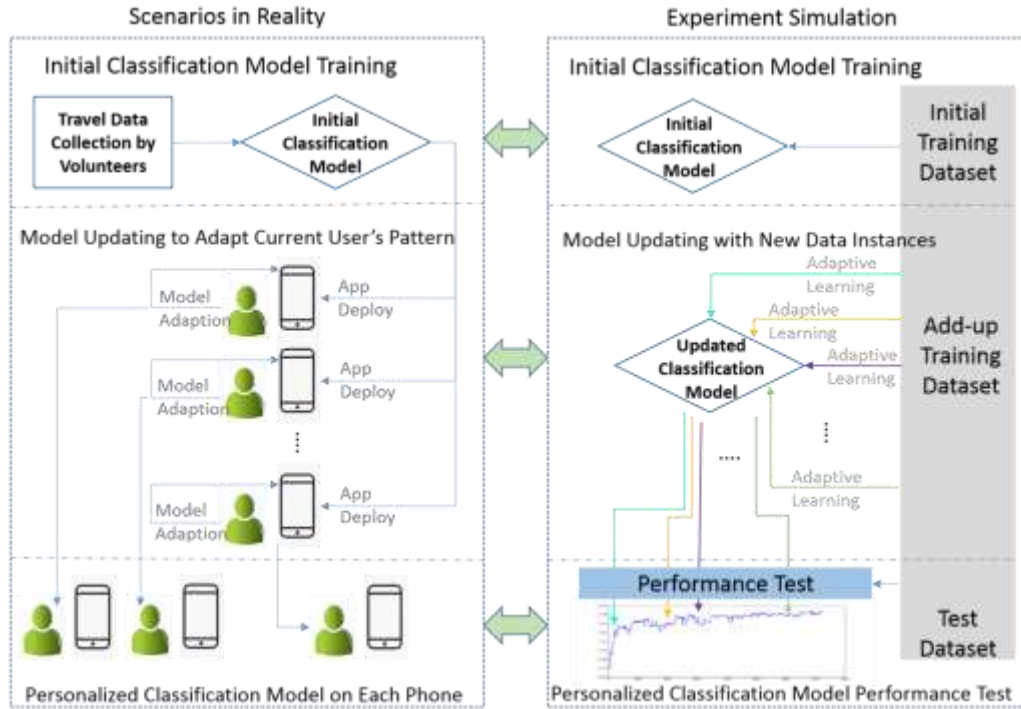 Scenarios in Reality
Initial Classification Model Training
Travel Data
Collection by
Volunteers
Initial
Classification
Model
Model Updating to Adapt Current User's Pattern
Model
Adaption
App
Deploy
Model
Adaption
App
Deploy
....
Model
Adaption
App
Deploy
Personalized Classification Model on Each Phone
Experiment Simulation
Initial Classification Model Training
Initial
Classification
Model
Initial
Training
Dataset
Model Updating with New Data Instances
Adaptive
Learning
Adaptive
Learning
Adaptive
Learning
Updated
Classification
Model
Add-up
Training
Dataset
....
....
Adaptive
Learning
Performance Test
Test
Dataset
Personalized Classification Model Performance Test